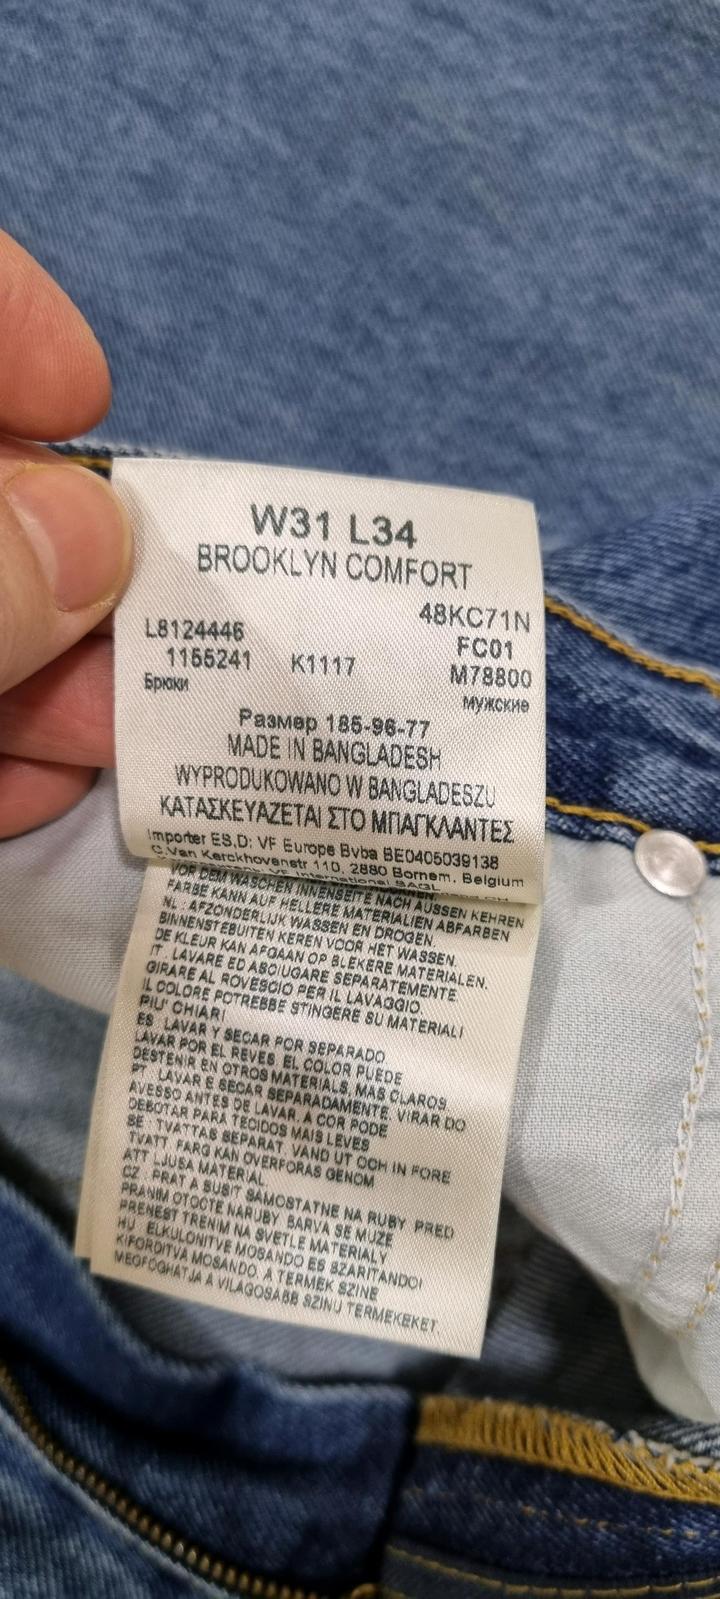 W31 L34
BROOKLYN COMFORT
48KC71N
L8124446 FC01
1155241 K1117 M78800
Брюки мужские
Размер 185-96-77
MADE IN BANGLADESH
WYPRODUKOWANO W BANGLADESZU
ΚΑΤΑΣΚΕΥΑΖΕΤΑΙ ΣΤΟ ΜΠΑΓΚΛΑΝΤΕΣ
Importer ES,D: VF Europe Bvba BE0405039138
C.Van Kerckhovenstr 110, 2880 Bornem, Belgium
VF International SAGL
VOR DEM WASCHEN INNENSEITE NACH AUSSEN KEHREN
FARBE KANN AUF HELLERE MATERIALIEN ABFARBEN
NL : AFZONDERLIJK WASSEN EN DROGEN.
BINNENSTEBUITEN KEREN VOOR HET WASSEN.
DE KLEUR KAN AFGAAN OP BLEKERE MATERIALEN.
IT : LAVARE ED ASCIUGARE SEPARATEMENTE
GIRARE AL ROVESCIO PER IL LAVAGGIO.
IL COLORE POTREBBE STINGERE SU MATERIALI
PIU' CHIARI
ES : LAVAR Y SECAR POR SEPARADO
LAVAR POR EL REVES. EL COLOR PUEDE
DESTENIR EN OTROS MATERIALS, MAS CLAROS
PT : LAVAR E SECAR SEPARADAMENTE. VIRAR DO
AVESSO ANTES DE LAVAR. A COR PODE
DEBOTAR PARA TECIDOS MAIS LEVES
SE : TVATTAS SEPARAT. VAND UT OCH IN FORE
TVATT. FARG KAN OVERFORAS GENOM
ATT LJUSA MATERIAL.
CZ : PRAT A SUSIT SAMOSTATNE NA RUBY PRED
PRANIM OTOCTE NARUBY BARVA SE MUZE
PRENEST TRENIM NA SVETLE MATERIALY
HU : ELKULONITVE MOSANDO ES SZARITANDO!
KIFORDITVA MOSANDO. A TERMEK SZINE
MEGFOGHATJA A VILAGOSABB SZINU TERMEKEKET.